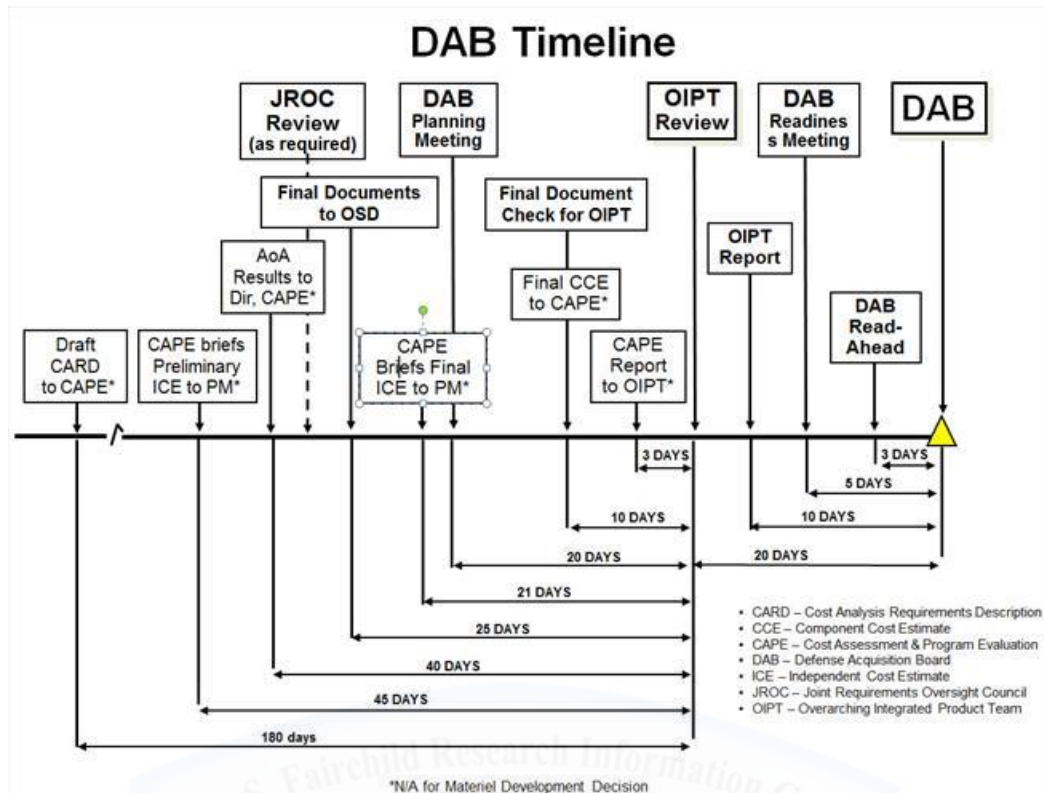 DAB Timeline
JROC
Review
(as required)
DAB
Planning
Meeting
OIPT
Review
DAB
Readines
s Meeting
DAB
Final Documents
to OSD
Final Document
Check for OIPT
OIPT
Report
AoA
Results to
Dir, CAPE*
Final CCE
to CAPE*
DAB
Read-
Ahead
Draft
CARD
to CAPE*
CAPE briefs
Preliminary
ICE to PM*
CAPE
Briefs Final
ICE to PM*
CAPE
Report
to OIPT*
3 DAYS
3 DAYS
5 DAYS
10 DAYS
10 DAYS
20 DAYS
20 DAYS
21 DAYS
25 DAYS
40 DAYS
45 DAYS
180 days
• CARD – Cost Analysis Requirements Description
• CCE – Component Cost Estimate
• CAPE – Cost Assessment & Program Evaluation
• DAB – Defense Acquisition Board
• ICE – Independent Cost Estimate
• JROC – Joint Requirements Oversight Council
• OIPT – Overarching Integrated Product Team
S. Fairchild Research Information
*N/A for Materiel Development Decision